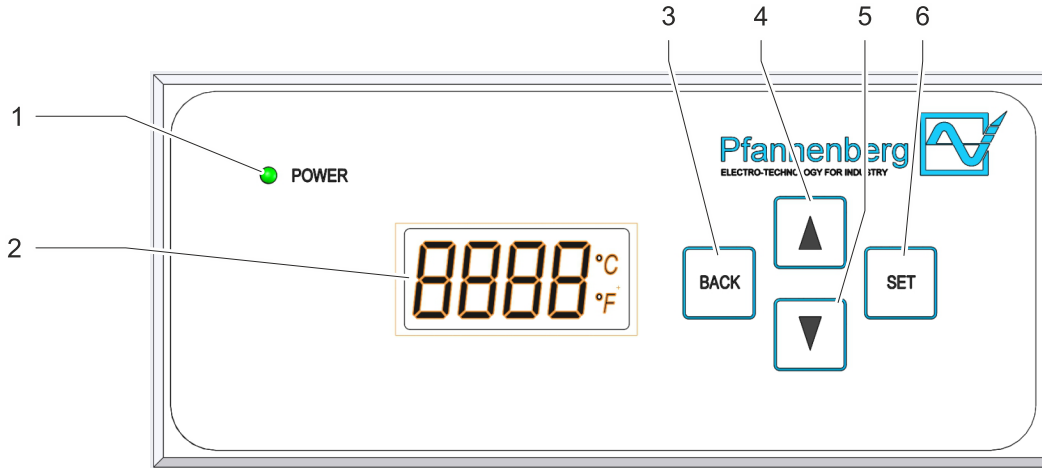 3 4 5 6
1
Pfannenberg
ELECTRO-TECHNOLOGY FOR INDUSTRY
POWER
2
8888 °C
°F
BACK
SET